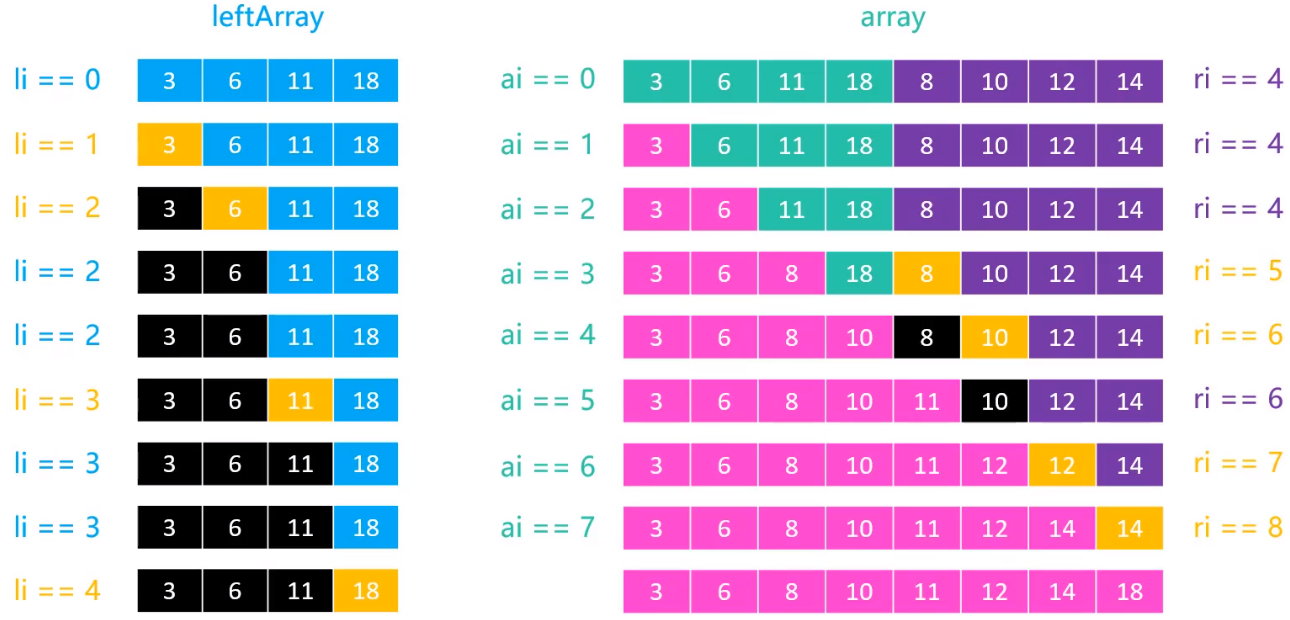 leftArray array
li == 0 3 6 11 18 ai == 0 3 6 11 18 8 10 12 14 ri == 4
li == 1 3 6 11 18 ai == 1 3 6 11 18 8 10 12 14 ri == 4
li == 2 3 6 11 18 ai == 2 3 6 11 18 8 10 12 14 ri == 4
li == 2 3 6 11 18 ai == 3 3 6 8 18 8 10 12 14 ri == 5
li == 2 3 6 11 18 ai == 4 3 6 8 10 8 10 12 14 ri == 6
li == 3 3 6 11 18 ai == 5 3 6 8 10 11 10 12 14 ri == 6
li == 3 3 6 11 18 ai == 6 3 6 8 10 11 12 12 14 ri == 7
li == 3 3 6 11 18 ai == 7 3 6 8 10 11 12 14 14 ri == 8
li == 4 3 6 11 18 3 6 8 10 11 12 14 18